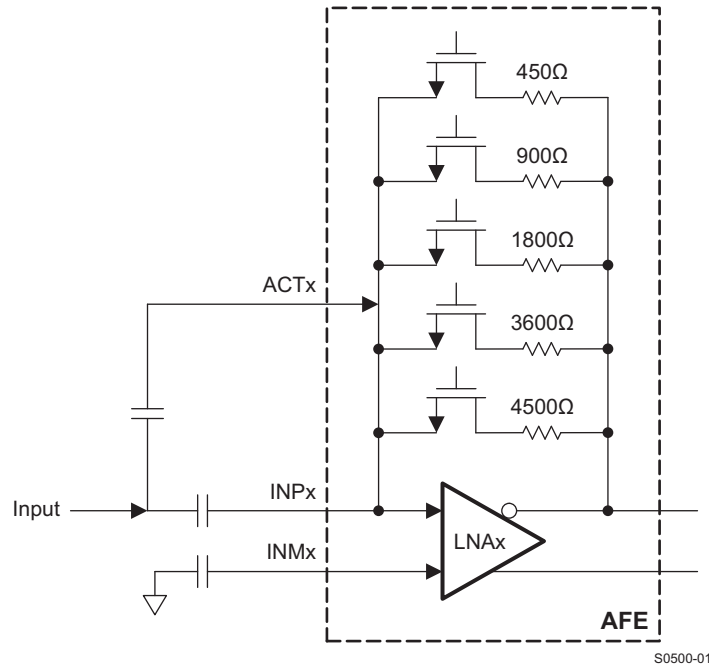 450Ω
900Ω
1800Ω
ACTx
3600Ω
4500Ω
Input
INPx
LNAx
INMx
AFE
S0500-01